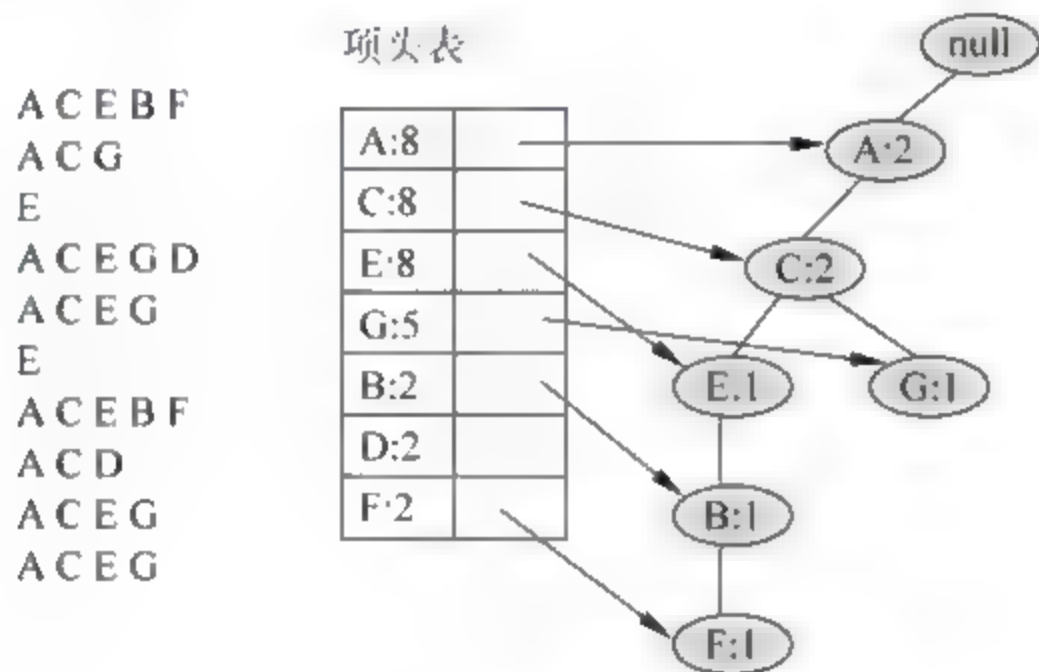 项头表
A C E B F
A C G
E
A C E G D
A C E G
E
A C E B F
A C D
A C E G
A C E G
A:8
C:8
E:8
G:5
B:2
D:2
F:2
null
A:2
C:2
E:1
G:1
B:1
F:1